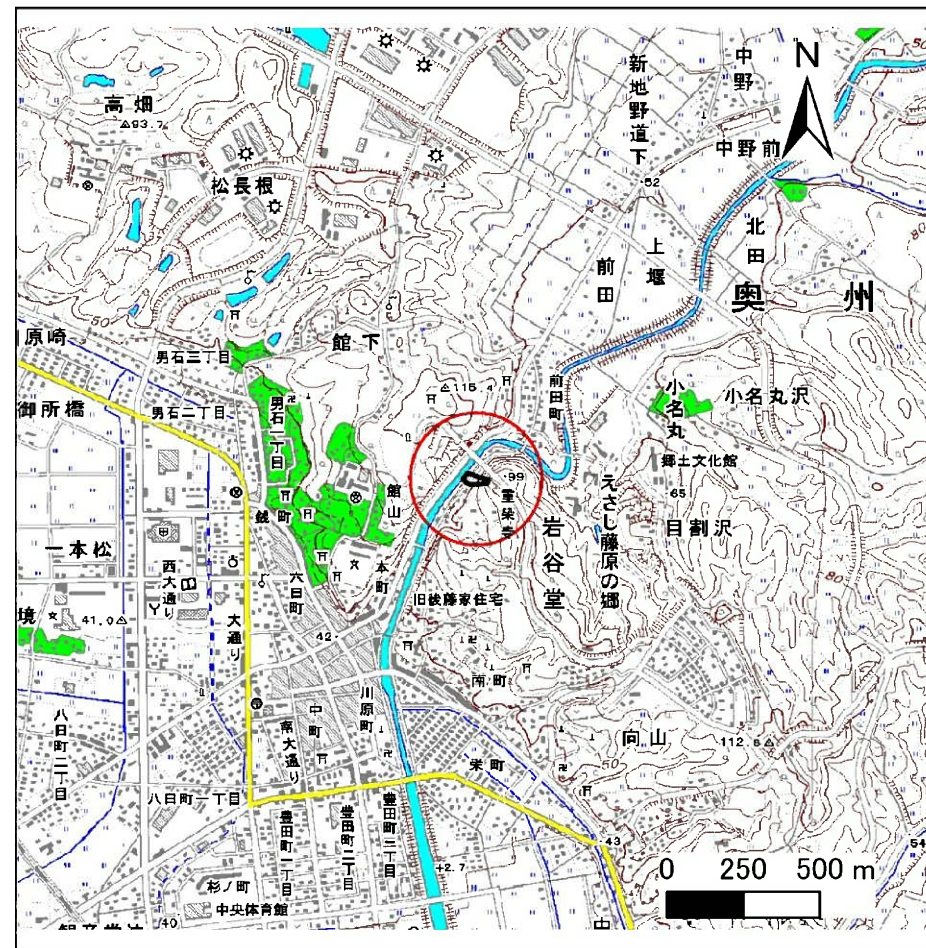 高畑
93.7
松長根
新地野道下
中野
N
中野前
52
北田
上堰
前田
奥州
80
50
原崎
男石三丁目
館下
御所橋
男石二丁目
男石一丁目
115.4
前田町
小名丸
小名丸沢
郷土文化館
65
99
重染寺
岩谷堂
えさし藤原の郷
目割沢
館山
銭町
一本松
西大通り
六日町
本町
旧後藤家住宅
境
41.0
大通り
42
南町
八日町二丁目
中町
川原町
南大通り
向山
112.6
50
栄町
八日町一丁目
豊田町一丁目
豊田町二丁目
豊田町三丁目
43
2.7
杉ノ町
中央体育館
40
54
0 250 500 m